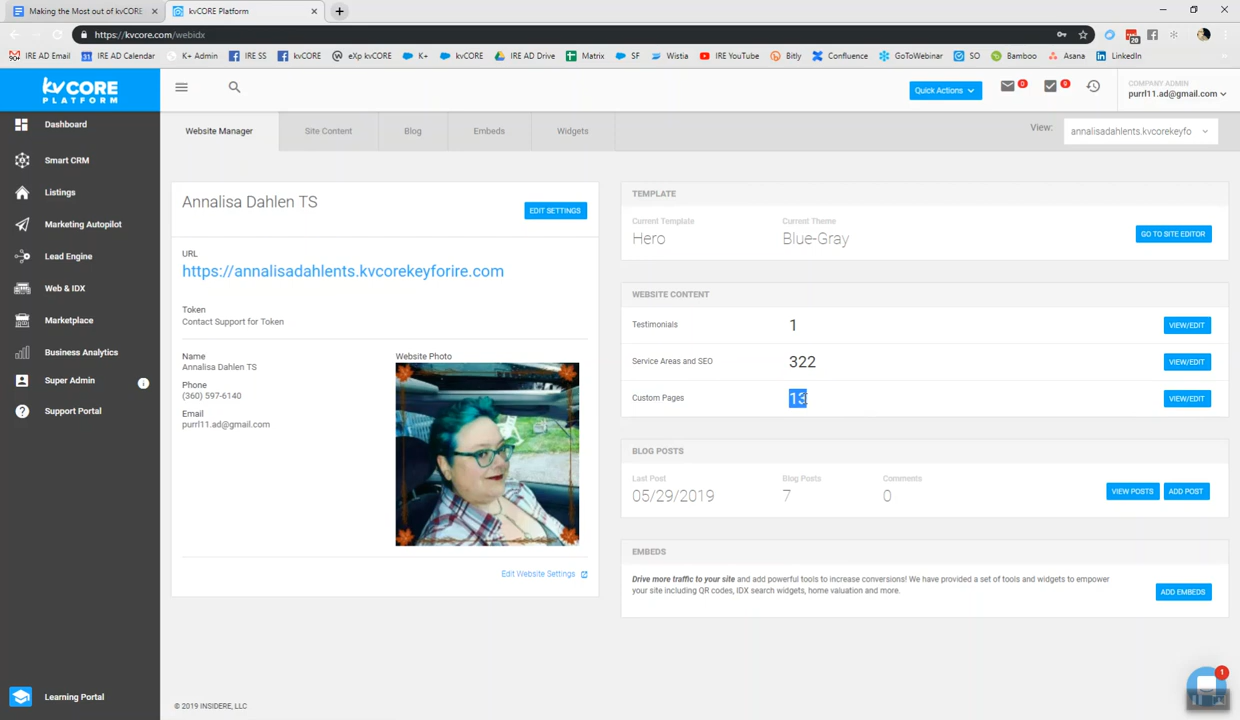 Making the Most out of kvCORE
kvCORE Platform
https://kvcore.com/webidx
IRE AD Email
IRE AD Calendar
K+ Admin
IRE SS
kvCORE
eXp kvCORE
K+
kvCORE
IRE AD Drive
Matrix
SF
Wistia
IRE YouTube
Bitly
Confluence
GoToWebinar
SO
Bamboo
Asana
LinkedIn
20
kvCORE
PLATFORM
Quick Actions
0
0
COMPANY ADMIN
purrl11.ad@gmail.com
Dashboard
Smart CRM
Listings
Marketing Autopilot
Lead Engine
Web & IDX
Marketplace
Business Analytics
Super Admin
Support Portal
Learning Portal
Website Manager
Site Content
Blog
Embeds
Widgets
View:
annalisadahlents.kvcorekeyfo
Annalisa Dahlen TS
EDIT SETTINGS
URL
https://annalisadahlents.kvcorekeyforire.com
Token
Contact Support for Token
Name
Annalisa Dahlen TS
Phone
(360) 597-6140
Email
purrl11.ad@gmail.com
Website Photo
Edit Website Settings
TEMPLATE
Current Template
Hero
Current Theme
Blue-Gray
GO TO SITE EDITOR
WEBSITE CONTENT
Testimonials
1
VIEW/EDIT
Service Areas and SEO
322
VIEW/EDIT
Custom Pages
13
VIEW/EDIT
BLOG POSTS
Last Post
05/29/2019
Blog Posts
7
Comments
0
VIEW POSTS
ADD POST
EMBEDS
Drive more traffic to your site and add powerful tools to increase conversions! We have provided a set of tools and widgets to empower
your site including QR codes, IDX search widgets, home valuation and more.
ADD EMBEDS
1
© 2019 INSIDERE, LLC